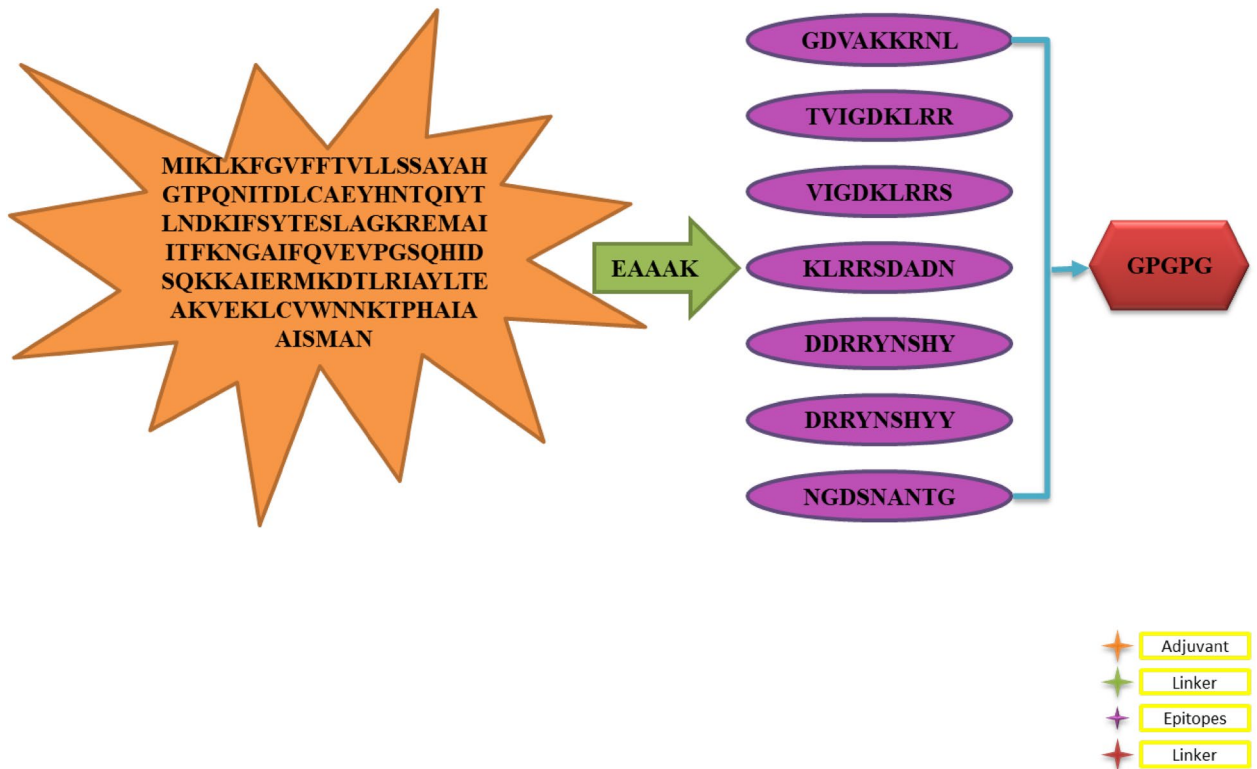 MIKLKFGVFFTVLLSSAYAH
GTPQNITDLCAEYHNTQIYT
LNDKIFSYTESLAGKREMAI
ITFKNGAIFQVEVPGSQHID
SQKKAIERMKDTLRIAYLTE
AKVEKLCVWNNKTPHAIA
AISMAN
EAAAK
GDVAKKRNL
TVIGDKLRR
VIGDKLRRS
KLRRSDADN
DDRRYNSHY
DRRYNSHYY
NGDSNANTG
GPGPG
Adjuvant
Linker
Epitopes
Linker